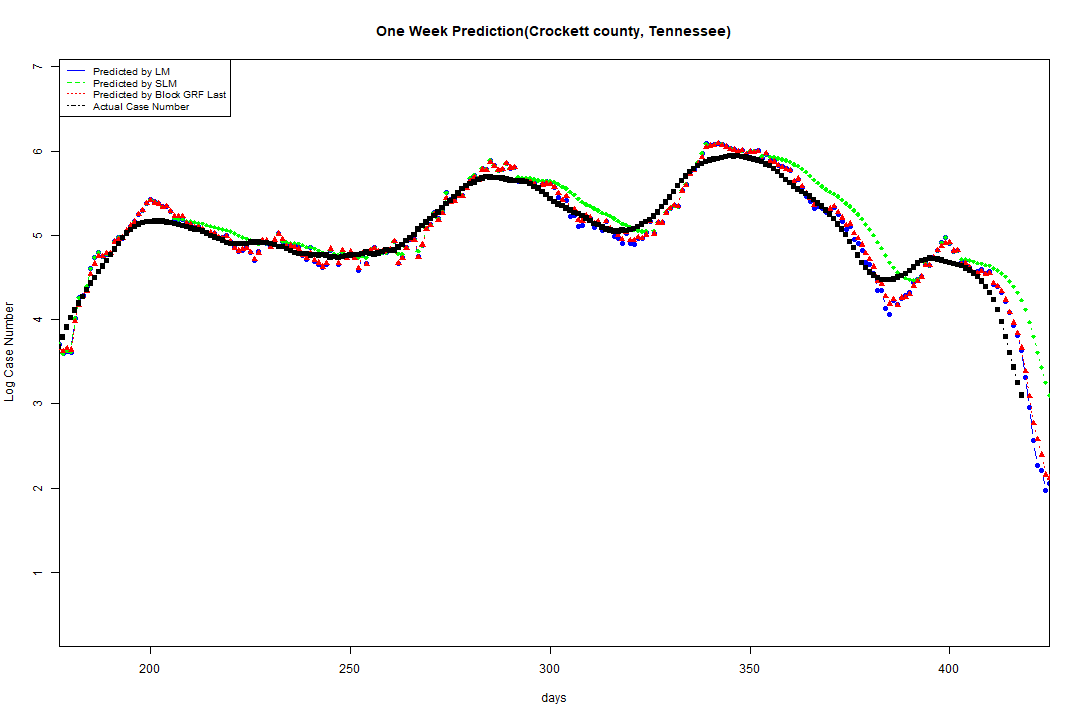 One Week Prediction(Crockett county, Tennessee)
7
Predicted by LM
Predicted by SLM
Predicted by Block GRF Last
Actual Case Number
6
5
4
3
2
1
Log Case Number
200 250 300 350 400
days